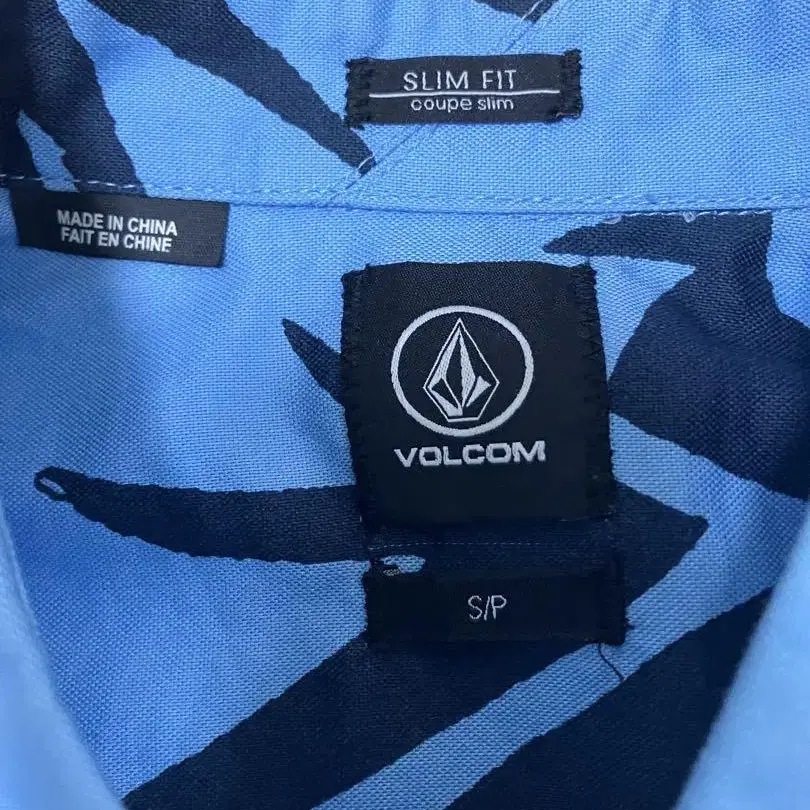 SLIM FIT
coupe slim
MADE IN CHINA
FAIT EN CHINE
VOLCOM
S/P